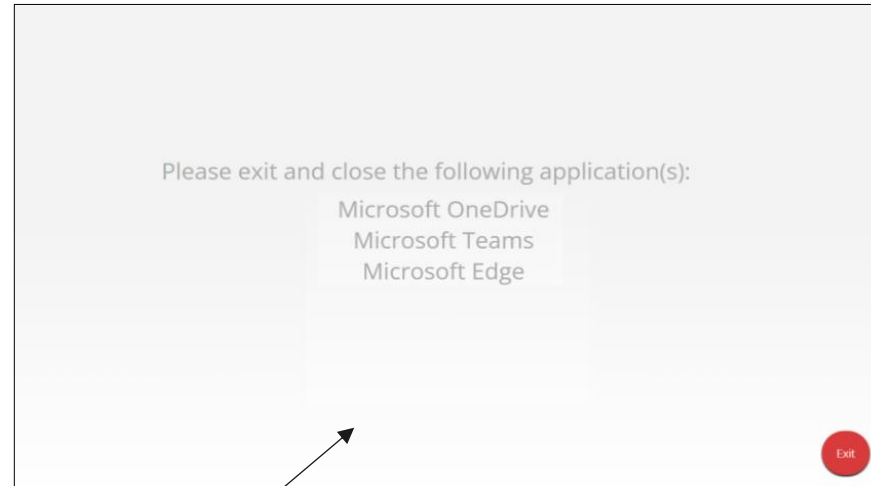 Please exit and close the following application(s):
Microsoft OneDrive
Microsoft Teams
Microsoft Edge
Exit